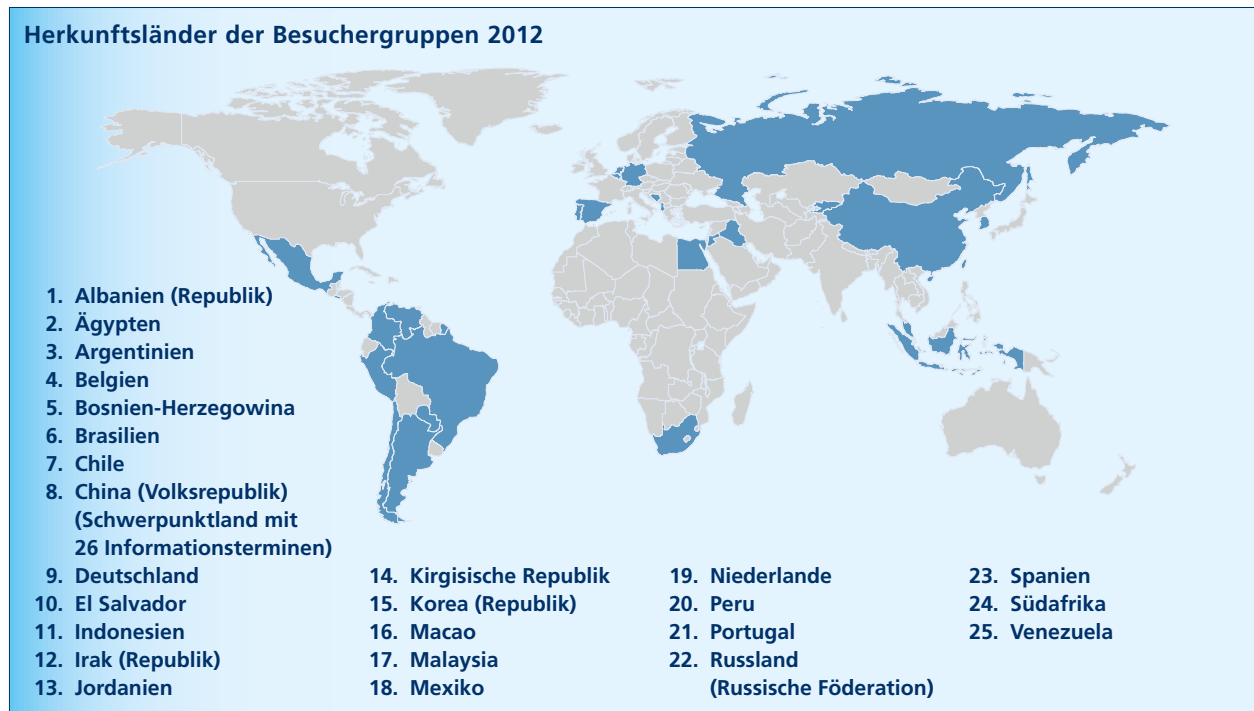 Herkunftsländer der Besuchergruppen 2012
1. Albanien (Republik)
2. Ägypten
3. Argentinien
4. Belgien
5. Bosnien-Herzegowina
6. Brasilien
7. Chile
8. China (Volksrepublik)
(Schwerpunktland mit
26 Informationsterminen)
9. Deutschland
10. El Salvador
11. Indonesien
12. Irak (Republik)
13. Jordanien
14. Kirgisische Republik
15. Korea (Republik)
16. Macao
17. Malaysia
18. Mexiko
19. Niederlande
20. Peru
21. Portugal
22. Russland
(Russische Föderation)
23. Spanien
24. Südafrika
25. Venezuela